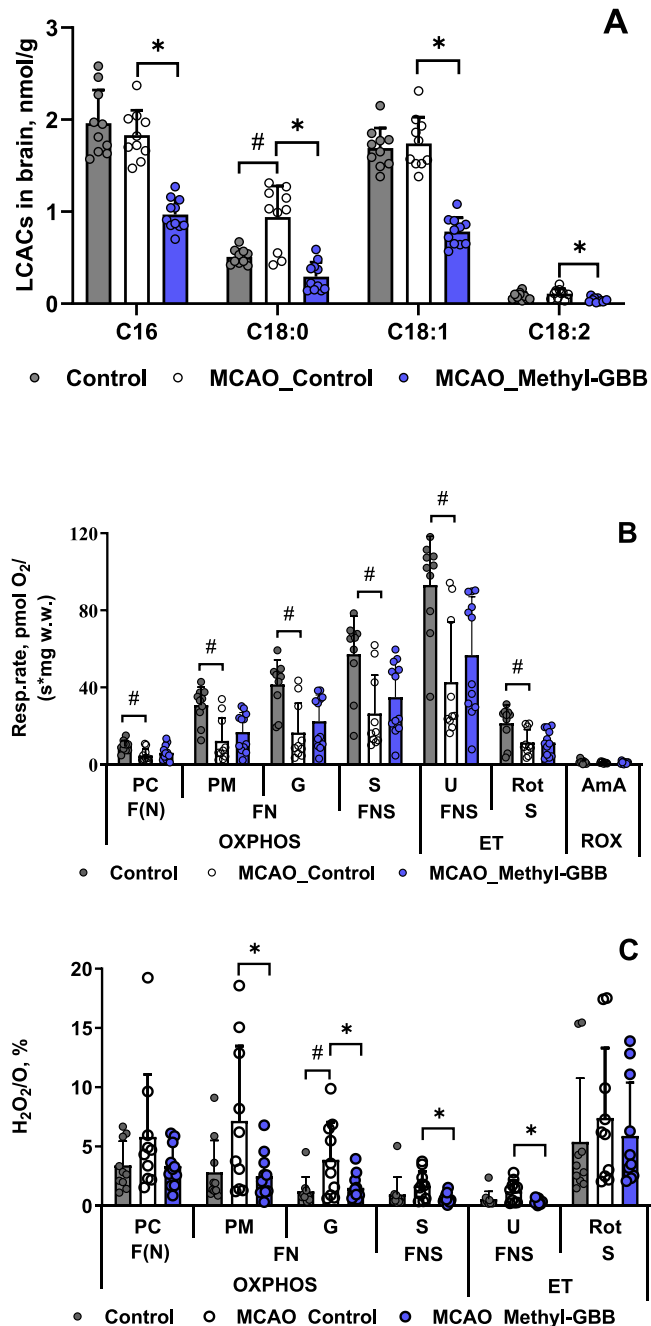 A
LCACs in brain, nmol/g
3
2
1
0
*
#
*
*
*
C16
C18:0
C18:1
C18:2
Control
MCAO_Control
MCAO_Methyl-GBB
B
Resp.rate, pmol O2/
(s*mg w.w.)
120
80
40
0
#
#
#
#
#
#
PC
PM
G
S
U
Rot
AmA
F(N)
FN
FNS
FNS
S
OXPHOS
ET
ROX
Control
MCAO_Control
MCAO_Methyl-GBB
C
H2O2/O, %
20
15
10
5
0
*
#
*
*
*
PC
PM
G
S
U
Rot
F(N)
FN
FNS
FNS
S
OXPHOS
ET
Control
MCAO Control
MCAO Methyl-GBB